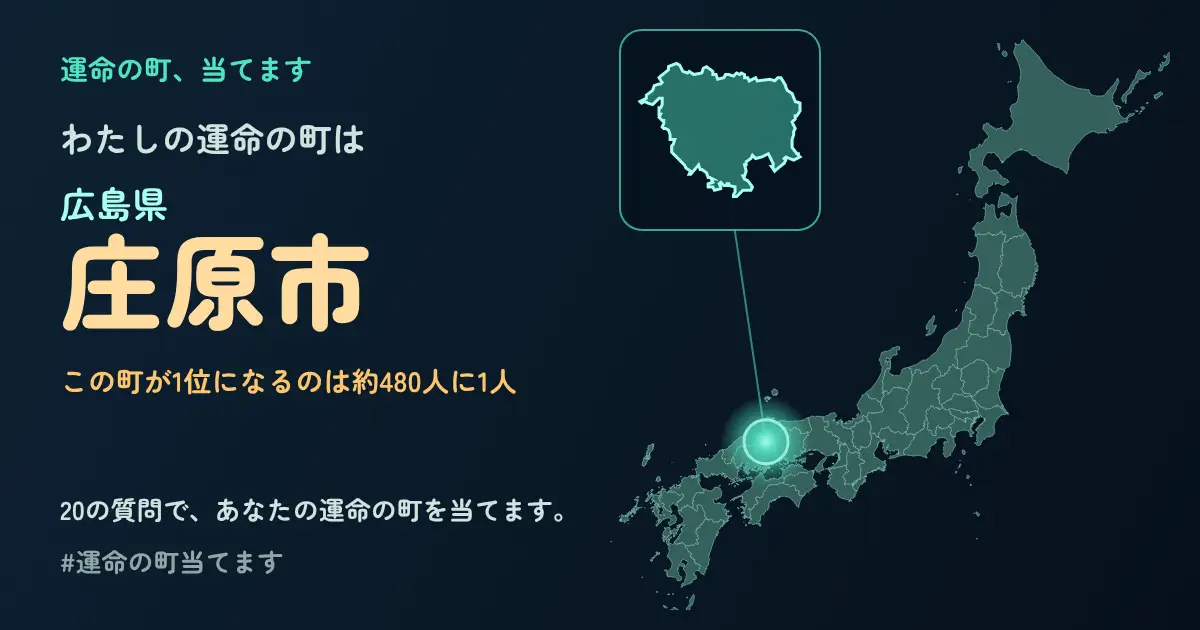 運命の町、当てます
わたしの運命の町は
広島県
庄原市
この町が1位になるのは約480人に1人
20の質問で、あなたの運命の町を当てます。
#運命の町当てます